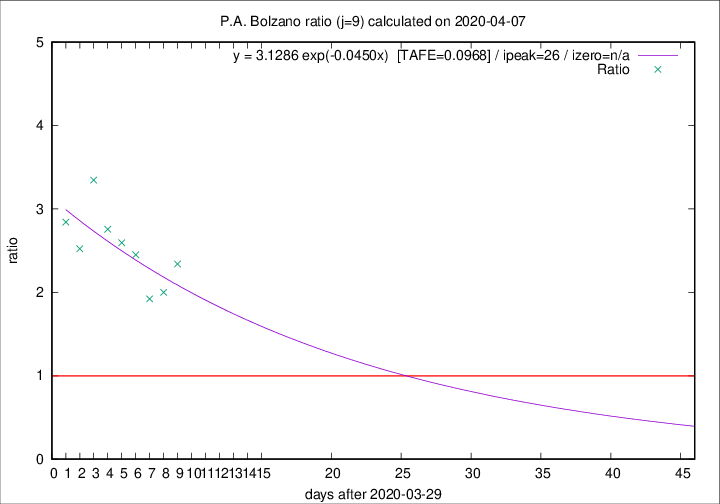 P.A. Bolzano ratio (j=9) calculated on 2020-04-07
y = 3.1286 exp(-0.0450x)  [TAFE=0.0968] / ipeak=26 / izero=n/a
Ratio
5
4
3
2
1
0
ratio
0 1 2 3 4 5 6 7 8 9 10 11 12 13 14 15 20 25 30 35 40 45
days after 2020-03-29